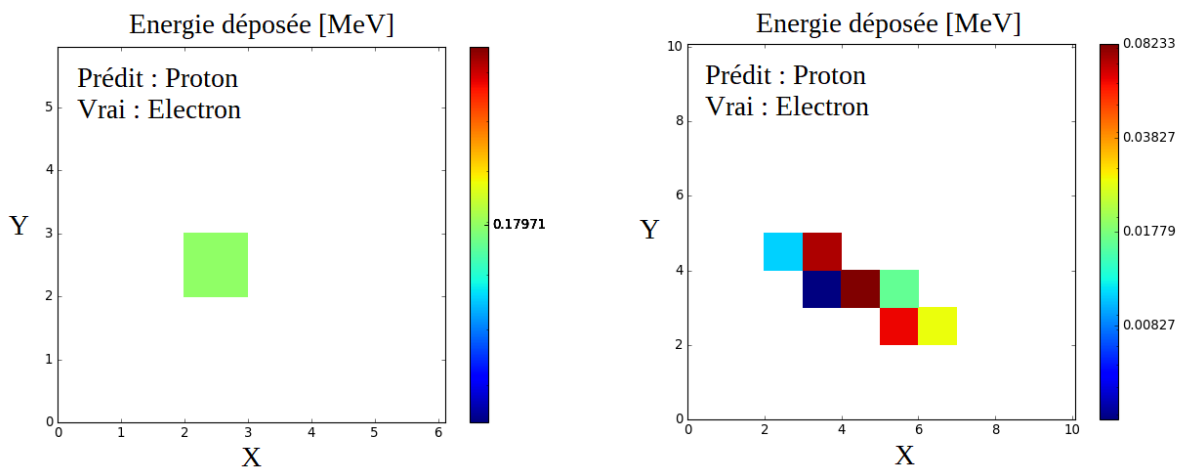 Energie déposée [MeV]
Prédit : Proton
Vrai : Electron
5
4
3
2
1
0
Y
0 1 2 3 4 5 6
X
0.17971
Energie déposée [MeV]
Prédit : Proton
Vrai : Electron
10
8
6
4
2
0
Y
0 2 4 6 8 10
X
0.08233
0.03827
0.01779
0.00827